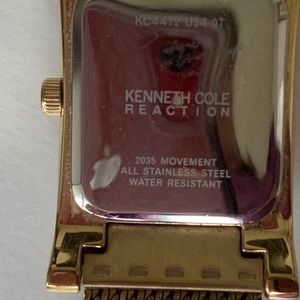 KC4472 U54 07
KENNETH COLE
REACTION
2035 MOVEMENT
ALL STAINLESS STEEL
WATER RESISTANT